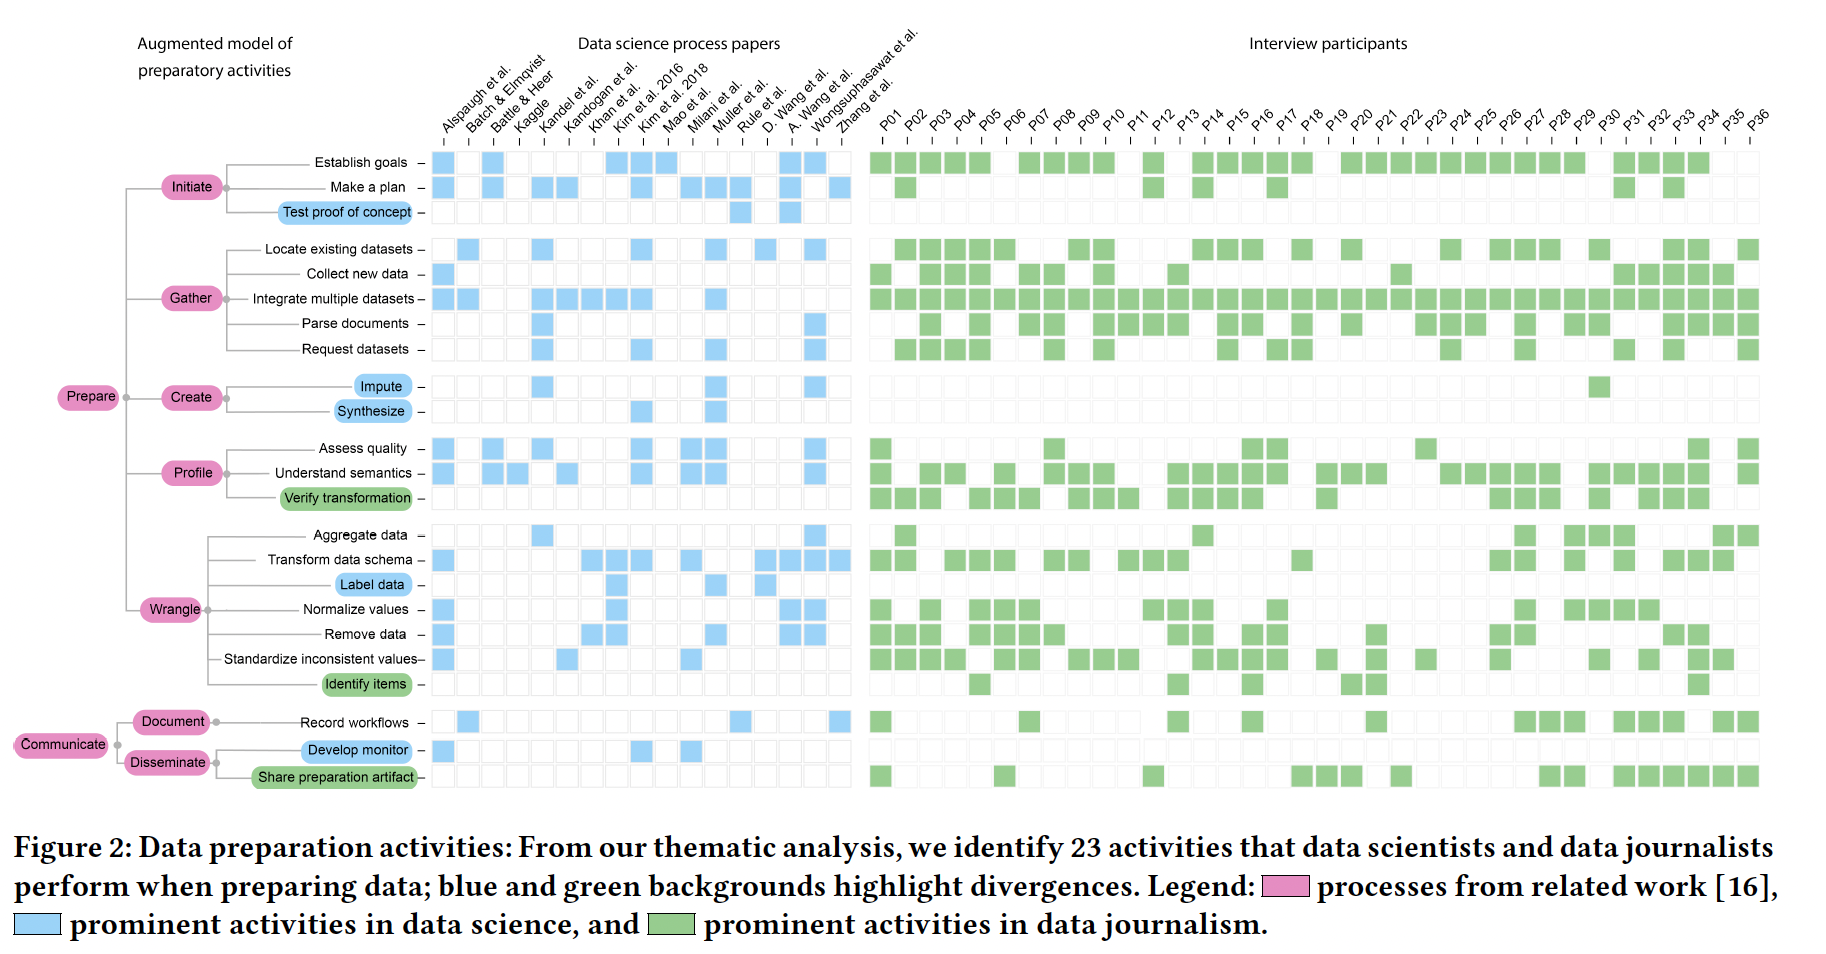 Augmented model of
preparatory activities
Data science process papers
Interview participants
Alspaugh et al.
Batch & Elmqvist
Battle & Heer
Kaggle
Kandel et al.
Kandogan et al.
Khan et al.
Kim et al. 2016
Kim et al. 2018
Mao et al.
Milani et al.
Muller et al.
Rule et al.
D. Wang et al.
A. Wang et al.
Wongsuphasawat et al.
Zhang et al.
P01 P02 P03 P04 P05 P06 P07 P08 P09 P10 P11 P12 P13 P14 P15 P16 P17 P18 P19 P20 P21 P22 P23 P24 P25 P26 P27 P28 P29 P30 P31 P32 P33 P34 P35 P36
Establish goals
Initiate
Make a plan
Test proof of concept
Locate existing datasets
Collect new data
Gather
Integrate multiple datasets
Parse documents
Request datasets
Prepare
Impute
Create
Synthesize
Assess quality
Profile
Understand semantics
Verify transformation
Aggregate data
Transform data schema
Label data
Wrangle
Normalize values
Remove data
Standardize inconsistent values
Identify items
Document
Record workflows
Communicate
Develop monitor
Disseminate
Share preparation artifact
Figure 2: Data preparation activities: From our thematic analysis, we identify 23 activities that data scientists and data journalists
perform when preparing data; blue and green backgrounds highlight divergences. Legend: processes from related work [16],
prominent activities in data science, and prominent activities in data journalism.